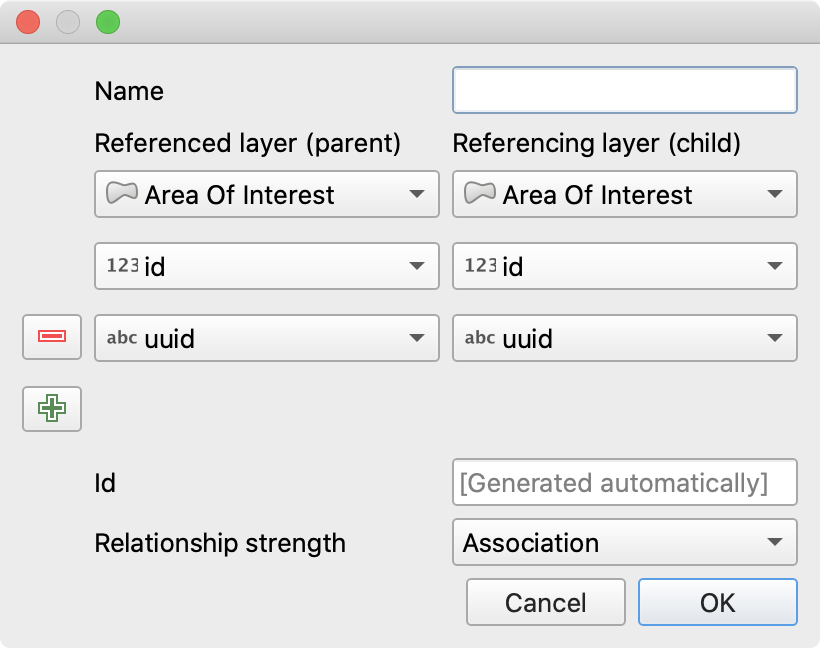 Name
Referenced layer (parent) Referencing layer (child)
Area Of Interest Area Of Interest
123 id 123 id
abc uuid abc uuid
Id [Generated automatically]
Relationship strength Association
Cancel OK